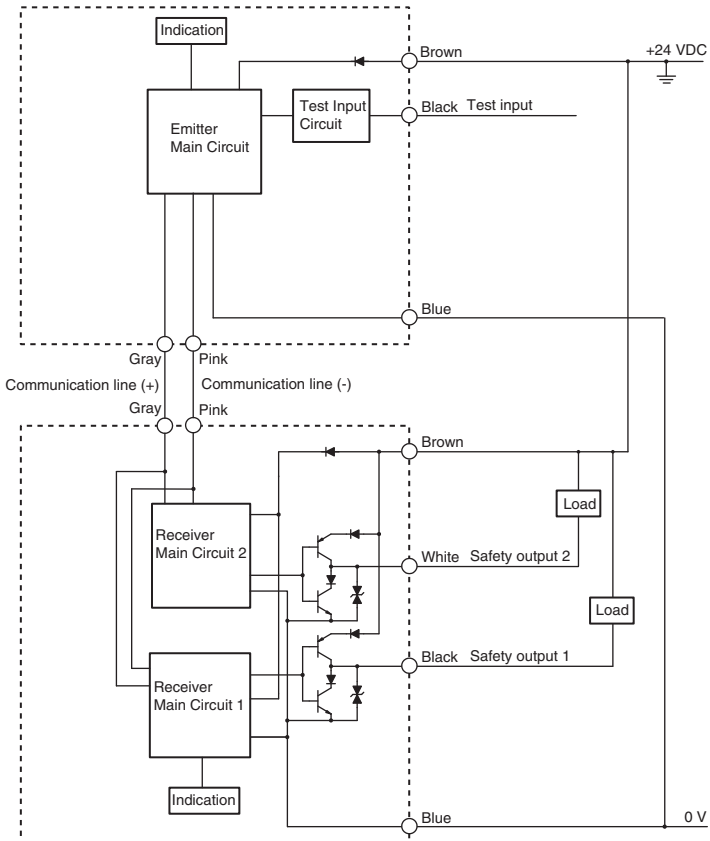 Indication
Brown
+24 VDC
Emitter
Main Circuit
Test Input
Circuit
Black Test input
Blue
Gray Pink
Communication line (+) Communication line (-)
Gray Pink
Brown
Load
Receiver
Main Circuit 2
White Safety output 2
Load
Black Safety output 1
Receiver
Main Circuit 1
Indication
Blue
0 V